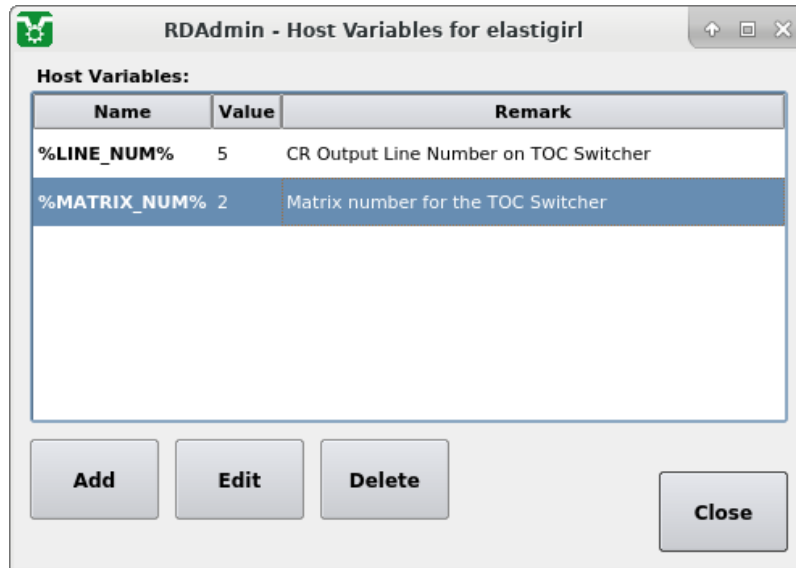 RDAdmin - Host Variables for elastigirl
Host Variables:
Name Value Remark
%LINE_NUM% 5 CR Output Line Number on TOC Switcher
%MATRIX_NUM% 2 Matrix number for the TOC Switcher
Add Edit Delete
Close